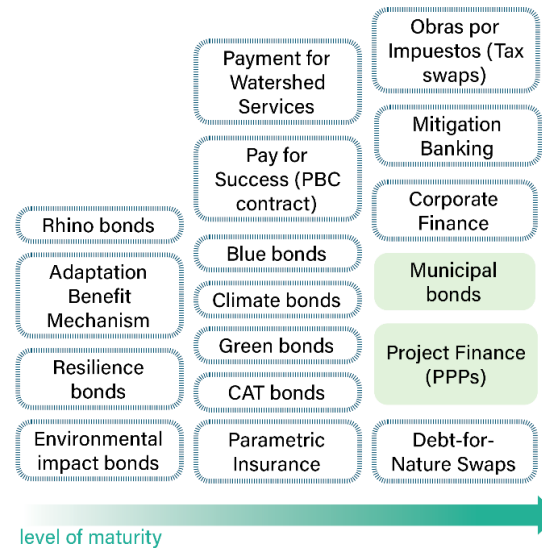 Rhino bonds
Adaptation
Benefit
Mechanism
Resilience
bonds
Environmental
impact bonds
Payment for
Watershed
Services
Pay for
Success (PBC
contract)
Blue bonds
Climate bonds
Green bonds
CAT bonds
Parametric
Insurance
Obras por
Impuestos (Tax
swaps)
Mitigation
Banking
Corporate
Finance
Municipal
bonds
Project Finance
(PPPs)
Debt-for-
Nature Swaps
level of maturity